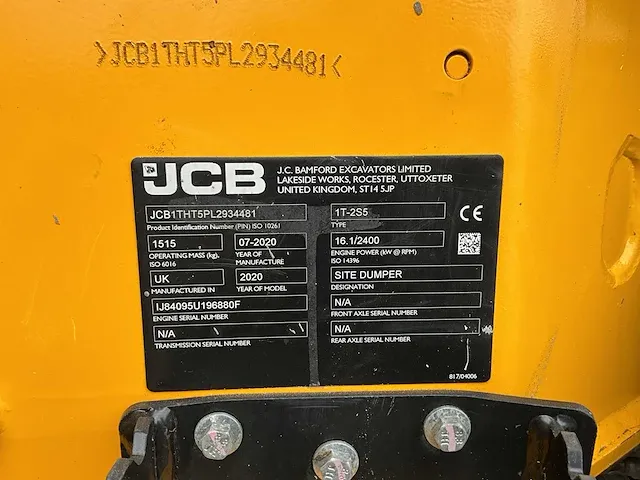 >JCB1THT5PL2934481<
JCB
J.C. BAMFORD EXCAVATORS LIMITED
LAKESIDE WORKS, ROCESTER, UTTOXETER
UNITED KINGDOM, ST14 5JP
JCB1THT5PL2934481
Product Identification Number (PIN) ISO 10261
1515
OPERATING MASS (kg).
ISO 6016
07-2020
YEAR OF
MANUFACTURE
UK
MANUFACTURED IN
2020
YEAR OF MODEL
IJ84095U196880F
ENGINE SERIAL NUMBER
N/A
TRANSMISSION SERIAL NUMBER
1T-2S5
TYPE
CE
16.1/2400
ENGINE POWER (kW @ RPM)
ISO 14396
SITE DUMPER
DESIGNATION
N/A
FRONT AXLE SERIAL NUMBER
N/A
REAR AXLE SERIAL NUMBER
817/04006